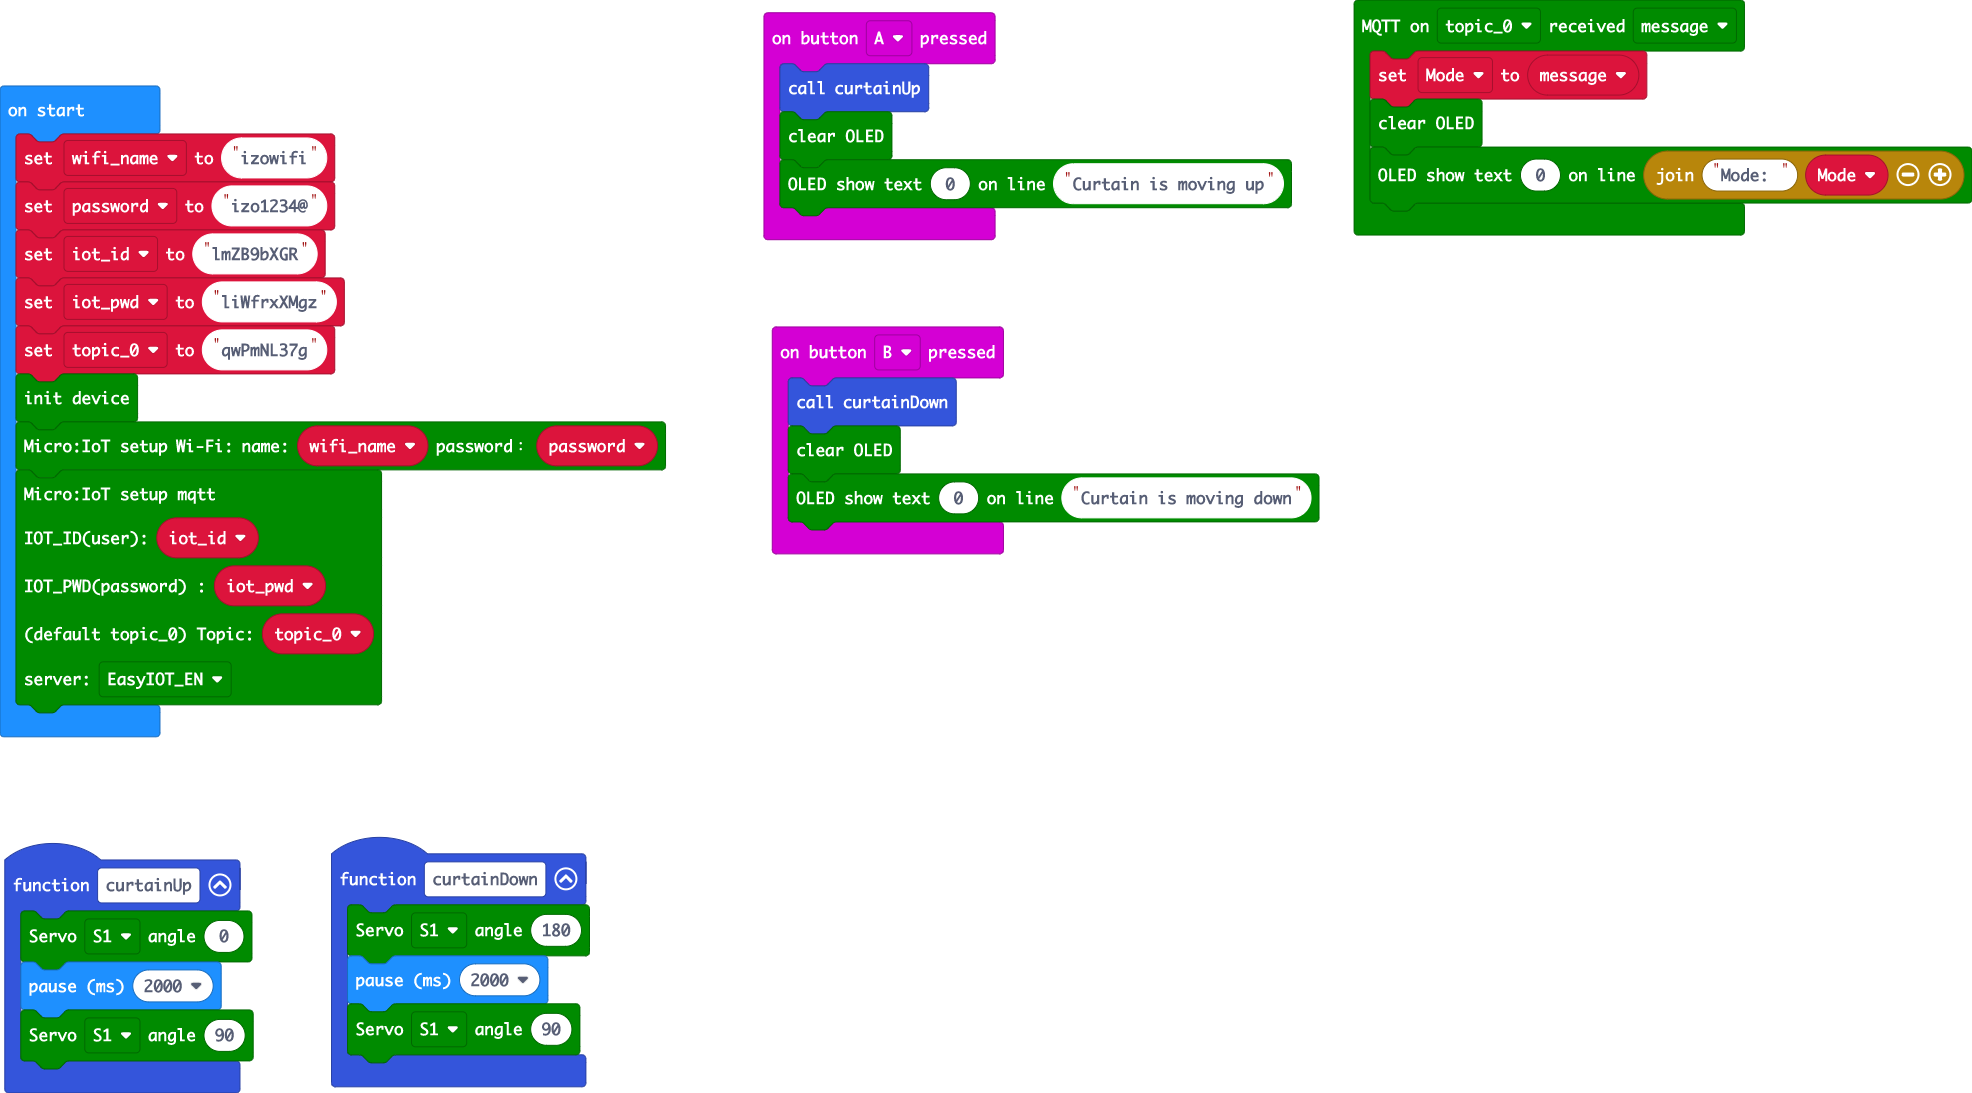 on start
set wifi_name to "izowifi"
set password to "izo1234@"
set iot_id to "lmZB9bXGR"
set iot_pwd to "liWfrxXMgz"
set topic_0 to "qwPmNL37g"
init device
Micro:IoT setup Wi-Fi: name: wifi_name password: password
Micro:IoT setup mqtt
IOT_ID(user): iot_id
IOT_PWD(password) : iot_pwd
(default topic_0) Topic: topic_0
server: EasyIOT_EN
on button A pressed
call curtainUp
clear OLED
OLED show text 0 on line "Curtain is moving up"
on button B pressed
call curtainDown
clear OLED
OLED show text 0 on line "Curtain is moving down"
MQTT on topic_0 received message
set Mode to message
clear OLED
OLED show text 0 on line join "Mode: " Mode
function curtainUp
Servo S1 angle 0
pause (ms) 2000
Servo S1 angle 90
function curtainDown
Servo S1 angle 180
pause (ms) 2000
Servo S1 angle 90